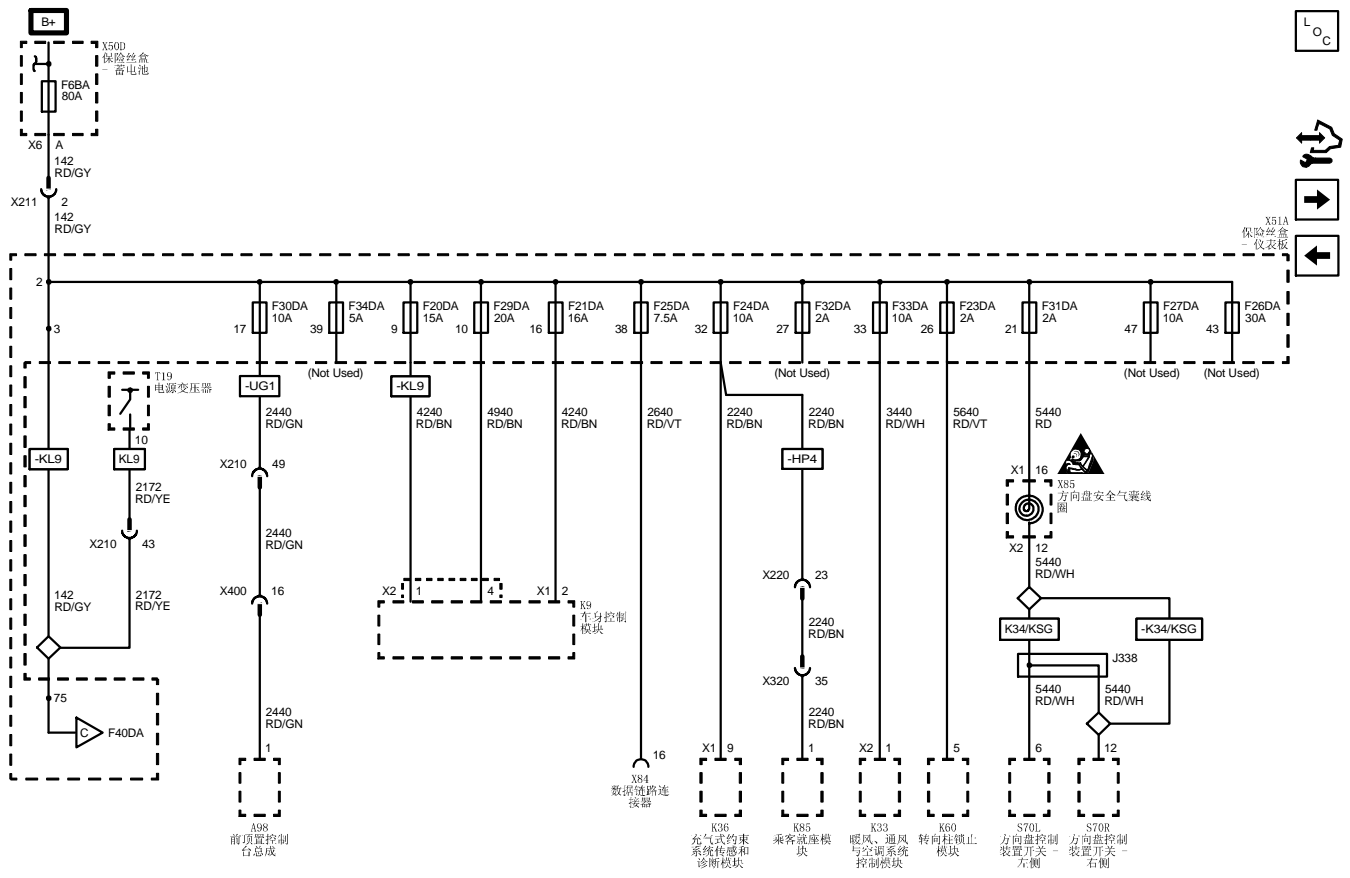 B+
X50D
保险丝盒
- 蓄电池
F6BA
80A
X6 A
142
RD/GY
X211 2
142
RD/GY
L
O
C
X51A
保险丝盒
- 仪表板
2
3
F30DA
10A
17
F34DA
5A
39
F20DA
15A
9
F29DA
20A
10
F21DA
16A
16
F25DA
7.5A
38
F24DA
10A
32
F32DA
2A
27
F33DA
10A
33
F23DA
2A
26
F31DA
2A
21
F27DA
10A
47
F26DA
30A
43
(Not Used)
(Not Used)
(Not Used)
(Not Used)
T19
电源变压器
10
-KL9
KL9
2172
RD/YE
X210 43
142
RD/GY
2172
RD/YE
75
C
F40DA
-UG1
2440
RD/GN
X210 49
2440
RD/GN
X400 16
2440
RD/GN
1
A98
前顶置控制
台总成
-KL9
4240
RD/BN
4940
RD/BN
4240
RD/BN
X2 1
4
X1 2
K9
车身控制
模块
2640
RD/VT
16
X84
数据链路连
接器
2240
RD/BN
X1 9
K36
充气式约束
系统传感和
诊断模块
2240
RD/BN
-HP4
X220 23
2240
RD/BN
X320 35
2240
RD/BN
1
K85
乘客就座模
块
3440
RD/WH
X2 1
K33
暖风、通风
与空调系统
控制模块
5640
RD/VT
5
K60
转向柱锁止
模块
5440
RD
X1 16
X85
方向盘安全气囊线
圈
X2 12
5440
RD/WH
K34/KSG
-K34/KSG
J338
5440
RD/WH
5440
RD/WH
6
12
S70L
方向盘控制
装置开关 -
左侧
S70R
方向盘控制
装置开关 -
右侧